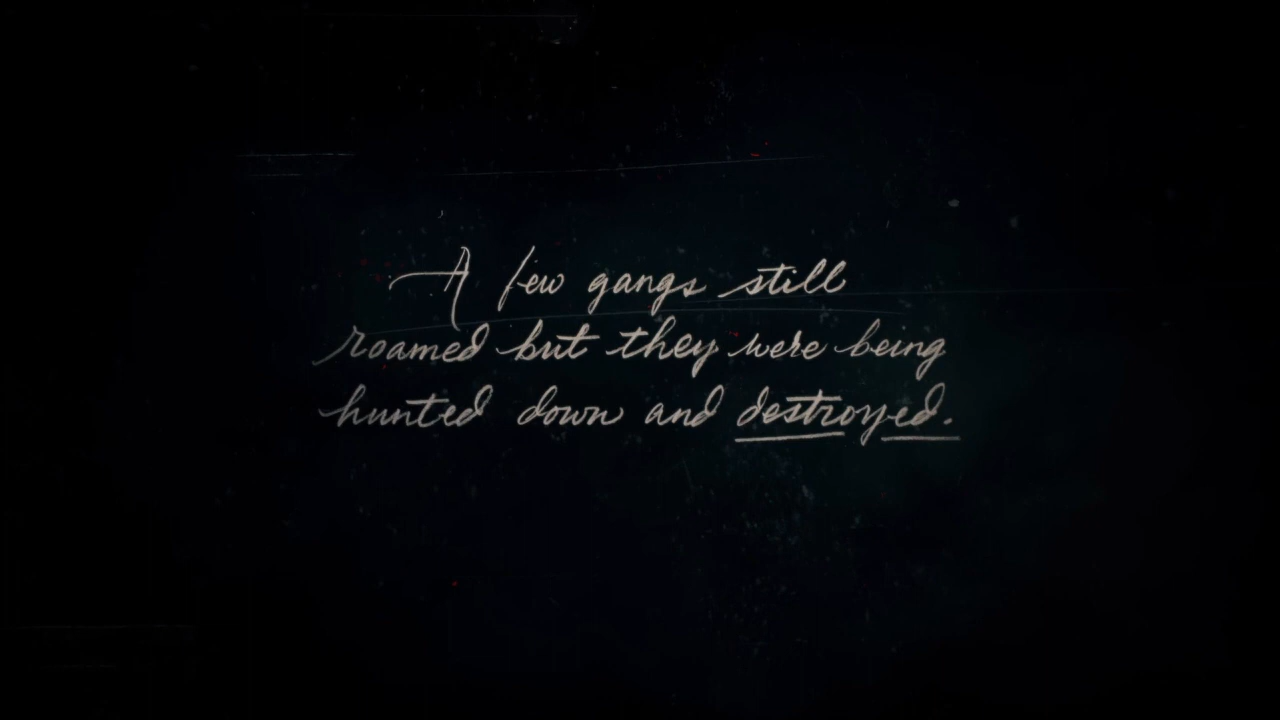 A few gangs still
roamed but they were being
hunted down and destroyed.